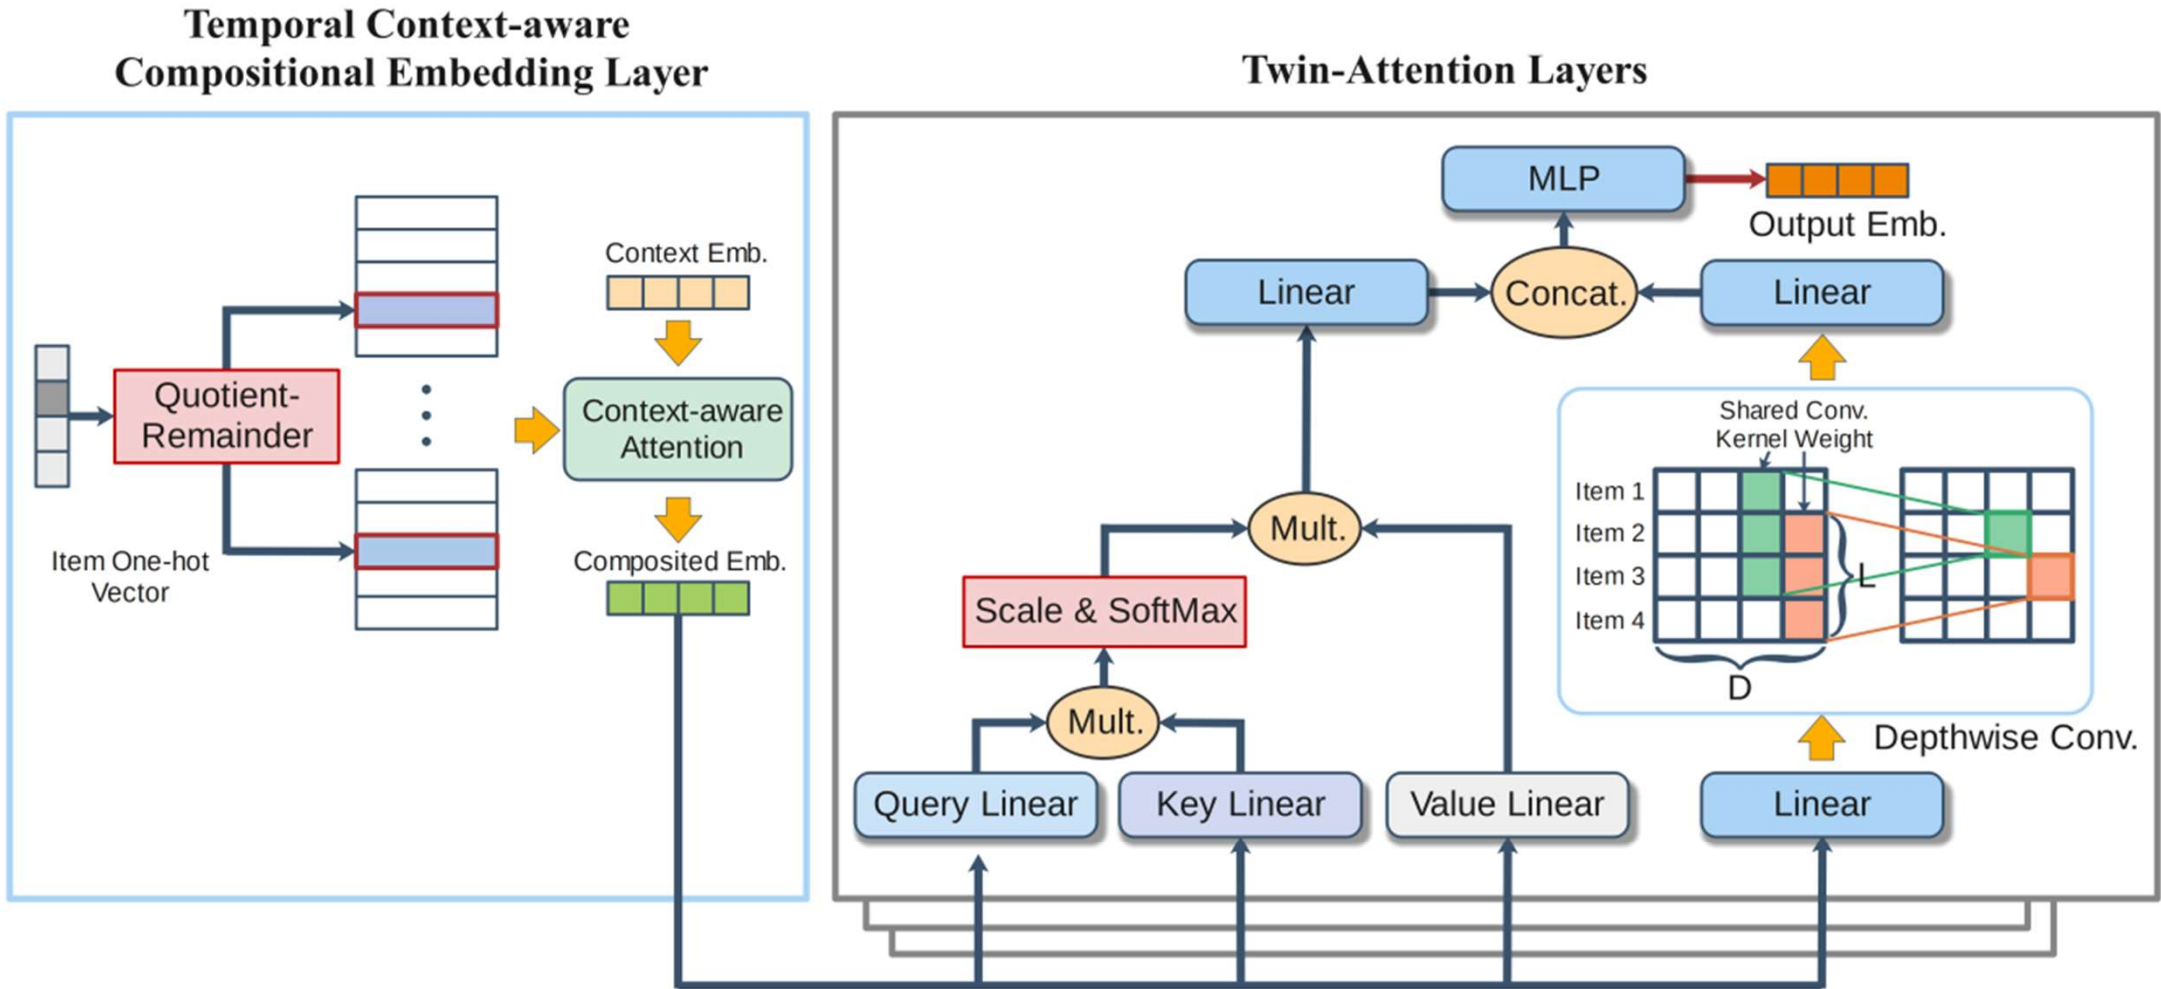 Temporal Context-aware
Compositional Embedding Layer
Quotient-
Remainder
Item One-hot
Vector
Context Emb.
Context-aware
Attention
Composited Emb.
Twin-Attention Layers
MLP
Output Emb.
Linear
Concat.
Linear
Shared Conv.
Kernel Weight
Item 1
Item 2
Item 3
Item 4
L
D
Depthwise Conv.
Mult.
Scale & SoftMax
Mult.
Query Linear
Key Linear
Value Linear
Linear